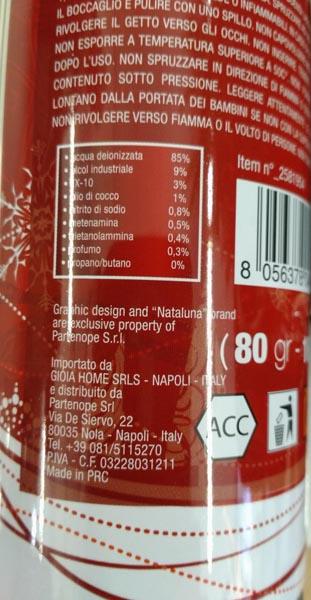 IL BOCCAGLIO E PULIRE CON UNO SPILLO. NON
RIVOLGERE IL GETTO VERSO GLI OCCHI. NON
NON ESPORRE A TEMPERATURA SUPERIORE A 50°
DOPO L'USO. NON SPRUZZARE IN DIREZIONE DI
CONTENUTO SOTTO PRESSIONE. LEGGERE
LONTANO DALLA PORTATA DEI BAMBINI SE NON
NON RIVOLGERE VERSO FIAMMA O IL VOLTO DI PERSONE
acqua deionizzata 85%
alcol industriale 9%
X-10 3%
olio di cocco 1%
nitrito di sodio 0,8%
metenamina 0,5%
trietanolammina 0,4%
profumo 0,3%
propano/butano 0%
Item n°
8 056378
Graphic design and "Nataluna" brand
are exclusive property of
Partenope S.r.l.
( 80 gr
Importato da
GIOIA HOME SRLS - NAPOLI - ITALY
e distribuito da
Partenope Srl
Via De Siervo, 22
80035 Nola - Napoli - Italy
Tel. +39 081/5115270
P.IVA - C.F. 03228031211
Made in PRC
ACC